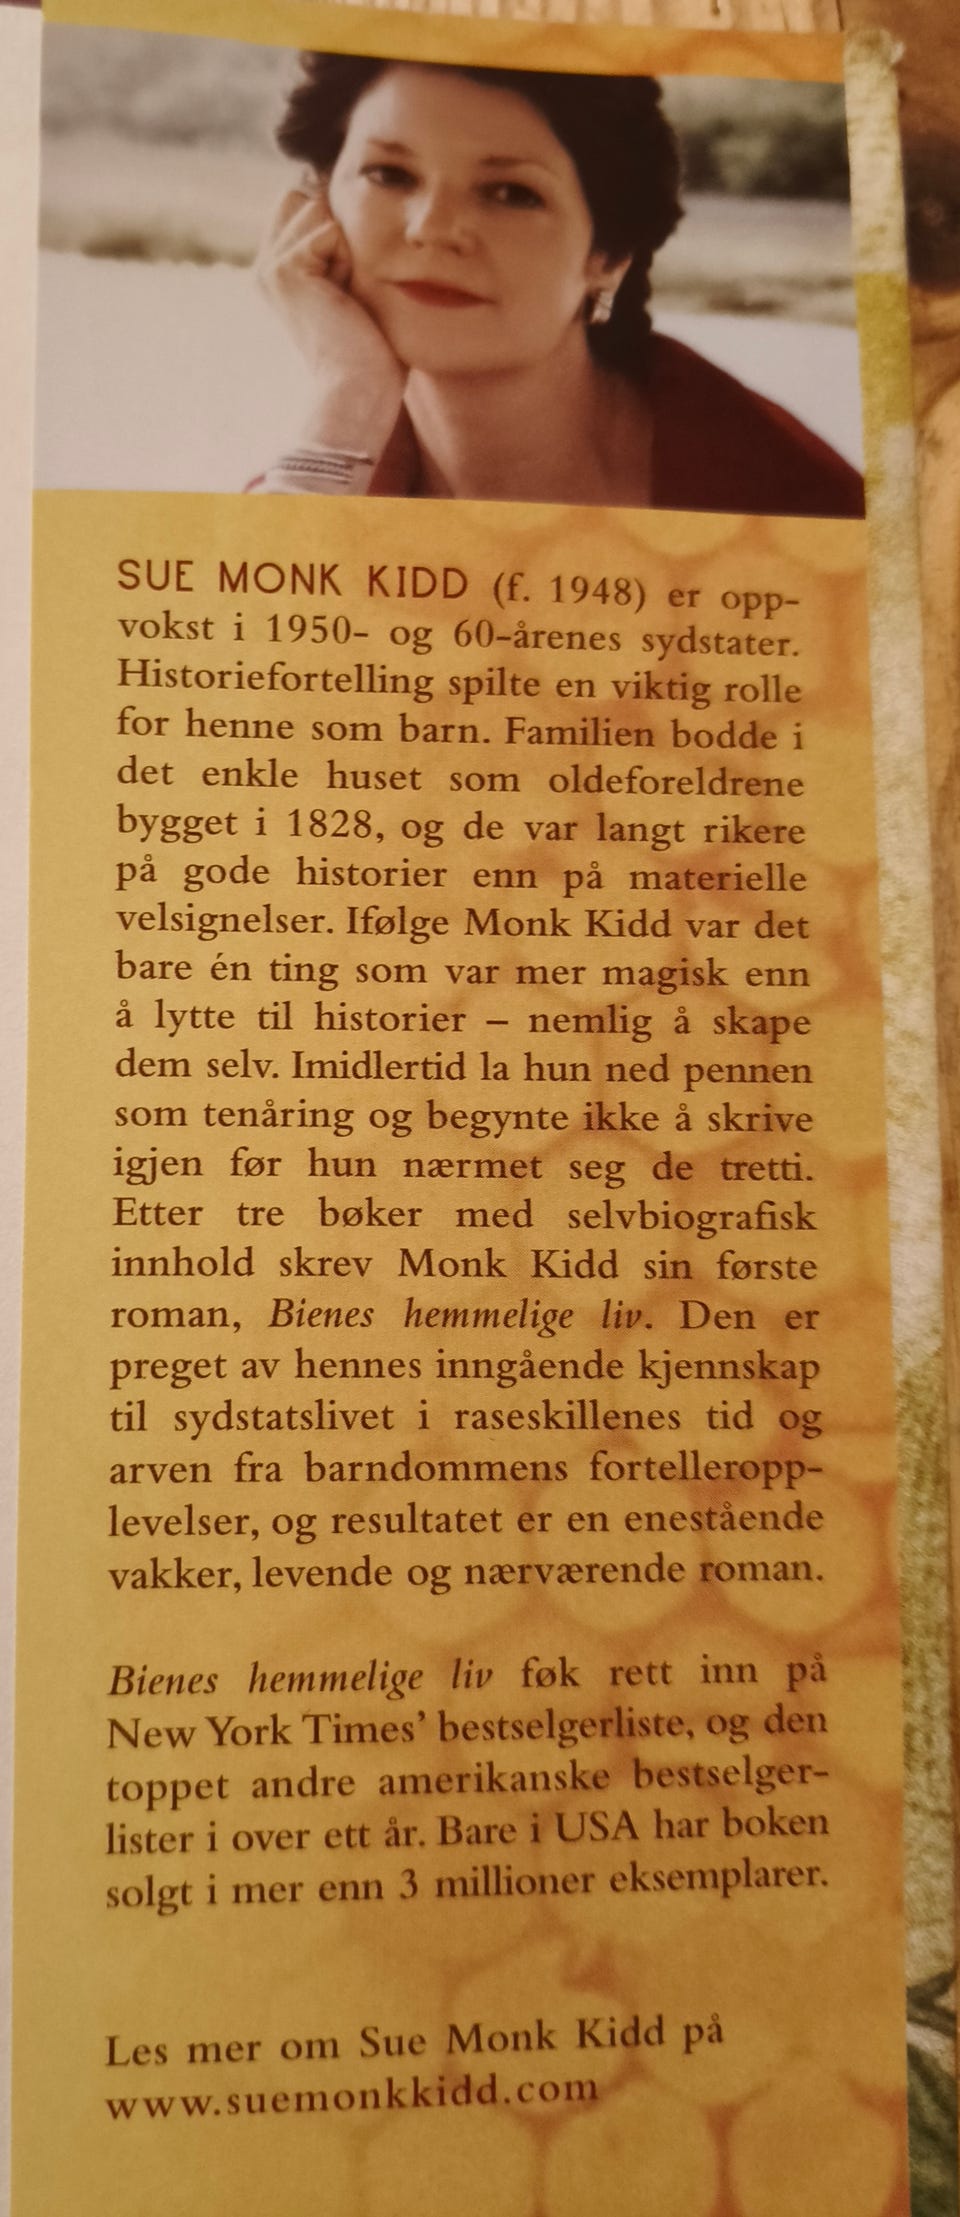 SUE MONK KIDD (f. 1948) er opp-
vokst i 1950- og 60-årenes sydstater.
Historiefortelling spilte en viktig rolle
for henne som barn. Familien bodde i
det enkle huset som oldeforeldrene
bygget i 1828, og de var langt rikere
på gode historier enn på materielle
velsignelser. Ifølge Monk Kidd var det
bare én ting som var mer magisk enn
å lytte til historier – nemlig å skape
dem selv. Imidlertid la hun ned pennen
som tenåring og begynte ikke å skrive
igjen før hun nærmet seg de tretti.
Etter tre bøker med selvbiografisk
innhold skrev Monk Kidd sin første
roman, Bienes hemmelige liv. Den er
preget av hennes inngående kjennskap
til sydstatslivet i raseskillenes tid og
arven fra barndommens fortelleropp-
levelser, og resultatet er en enestående
vakker, levende og nærværende roman.
Bienes hemmelige liv føk rett inn på
New York Times' bestselgerliste, og den
toppet andre amerikanske bestselger-
lister i over ett år. Bare i USA har boken
solgt i mer enn 3 millioner eksemplarer.
Les mer om Sue Monk Kidd på
www.suemonkkidd.com